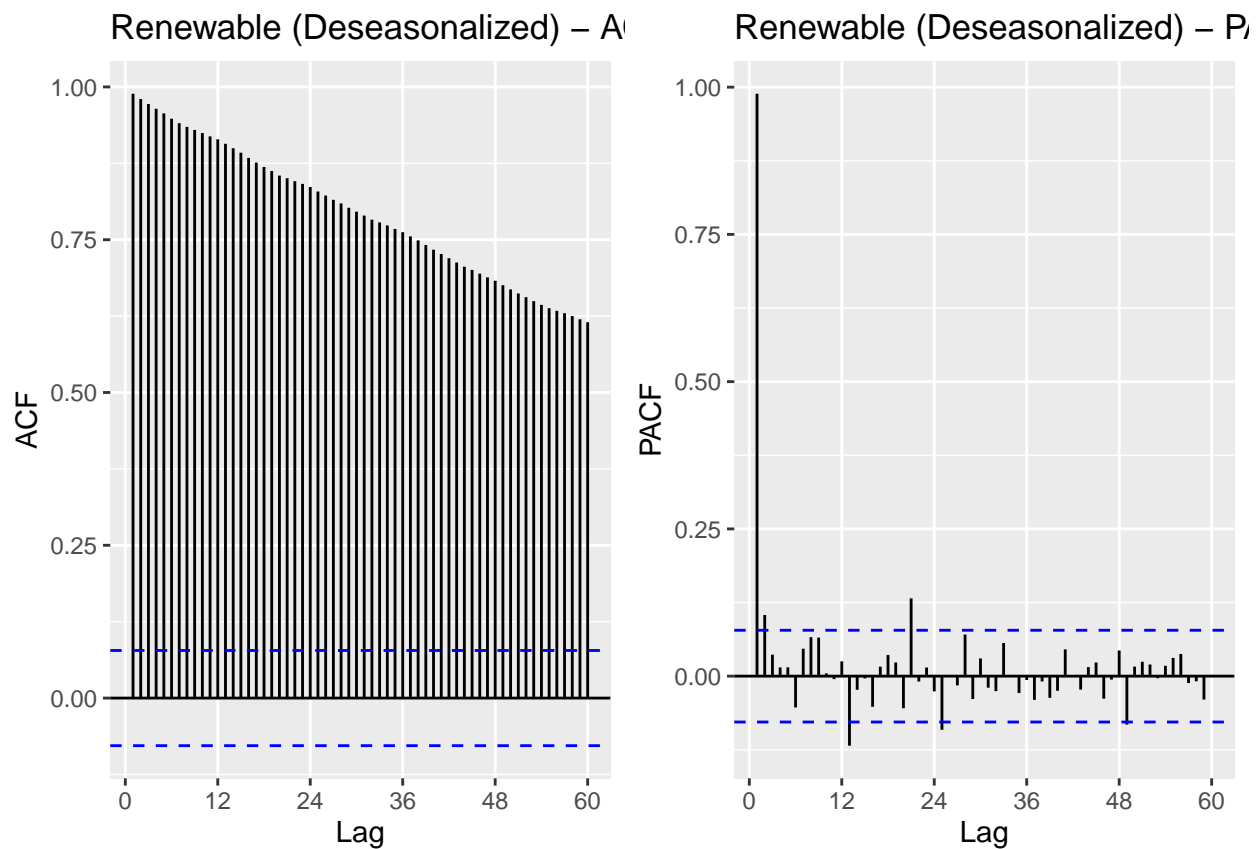 Renewable (Deseasonalized) – A
1.00
0.75
0.50
0.25
0.00
ACF
0 12 24 36 48 60
Lag
Renewable (Deseasonalized) – P
1.00
0.75
0.50
0.25
0.00
PACF
0 12 24 36 48 60
Lag